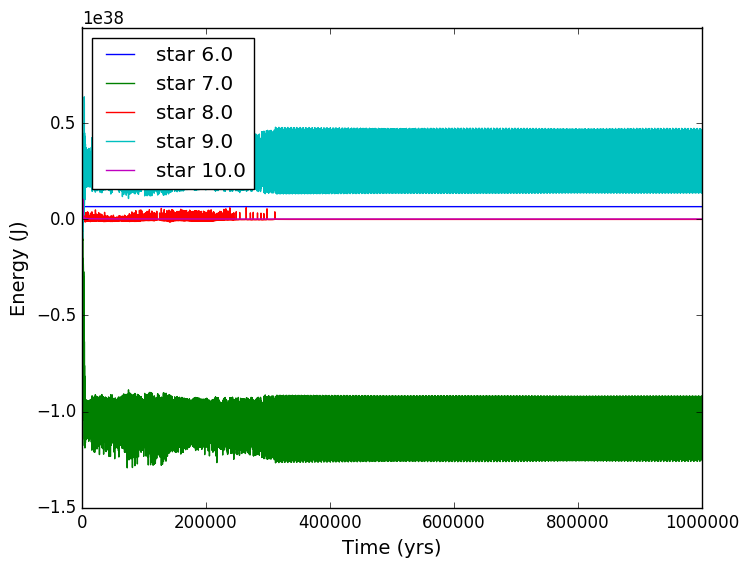 1e38
star 6.0
star 7.0
star 8.0
star 9.0
star 10.0
0.5
0.0
−0.5
−1.0
−1.5
Energy (J)
0 200000 400000 600000 800000 1000000
Time (yrs)